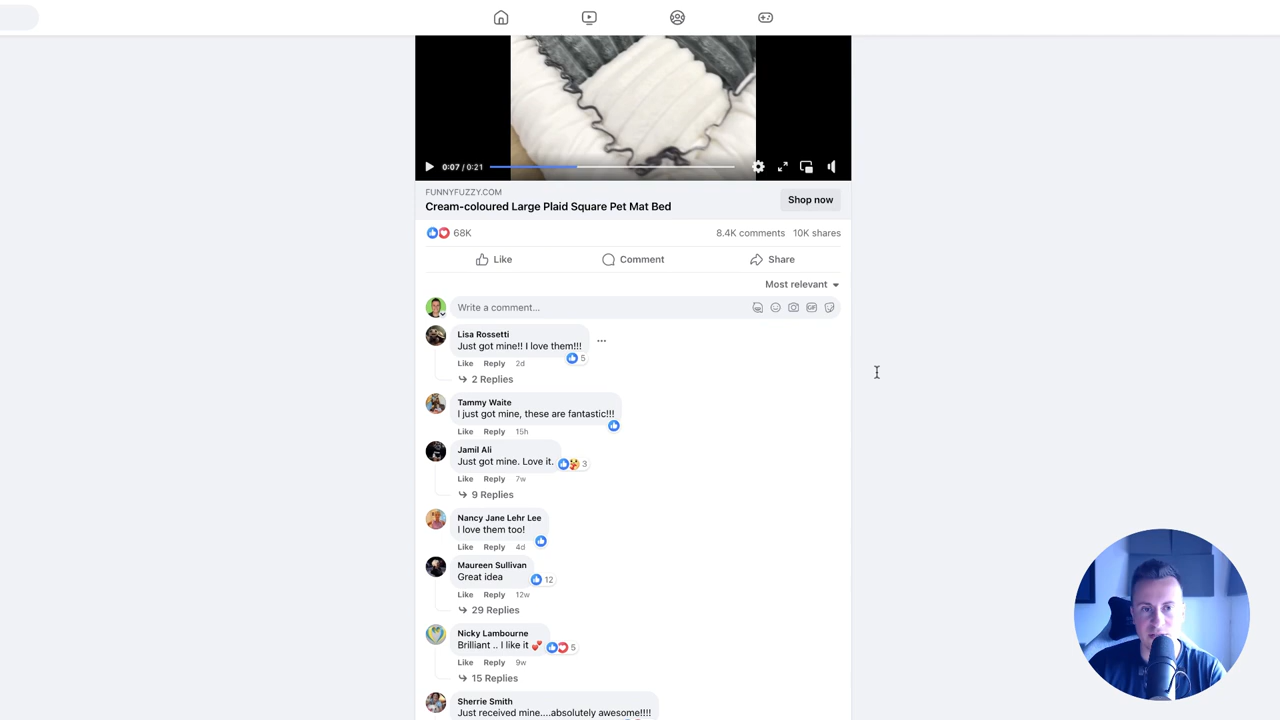 0:07 / 0:21
FUNNYFUZZY.COM
Cream-coloured Large Plaid Square Pet Mat Bed
Shop now
68K
8.4K comments 10K shares
Like Comment Share
Most relevant
Write a comment...
GIF
Lisa Rossetti
Just got mine!! I love them!!!
5
Like Reply 2d
2 Replies
Tammy Waite
I just got mine, these are fantastic!!!
Like Reply 15h
Jamil Ali
Just got mine. Love it.
3
Like Reply 7w
9 Replies
Nancy Jane Lehr Lee
I love them too!
Like Reply 4d
Maureen Sullivan
Great idea
12
Like Reply 12w
29 Replies
Nicky Lambourne
Brilliant .. I like it 💕
5
Like Reply 9w
15 Replies
Sherrie Smith
Just received mine....absolutely awesome!!!!